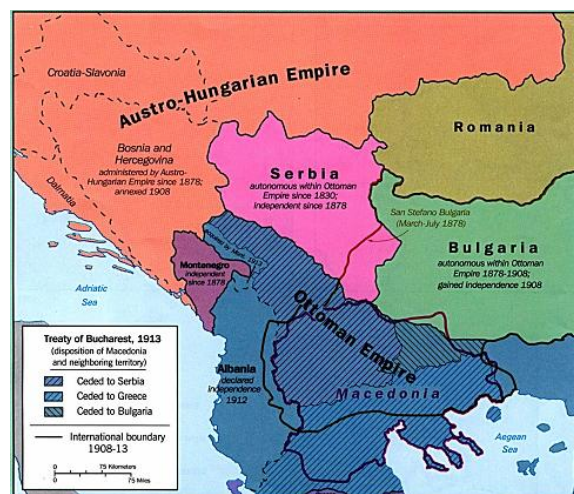 Croatia-Slavonia
Austro-Hungarian Empire
Bosnia and
Hercegovina
administered by Austro-
Hungarian Empire since 1878;
annexed 1908
Dalmatia
Romania
Serbia
autonomous within Ottoman
Empire since 1830;
Independent since 1878
San Stefano Bulgaria
(March-July 1878)
Bulgaria
autonomous within Ottoman
Empire 1878-1908;
gained Independence 1908
Montenegro
independent
since 1878
Adriatic
Sea
Ottoman Empire
Albania
declared
independence
1912
Macedonia
Aegean
Sea
Treaty of Bucharest, 1913
(disposition of Macedonia
and neighboring territory)
Ceded to Serbia
Ceded to Greece
Ceded to Bulgaria
International boundary
1908-13
0 75 Kilometers
0 75 Miles